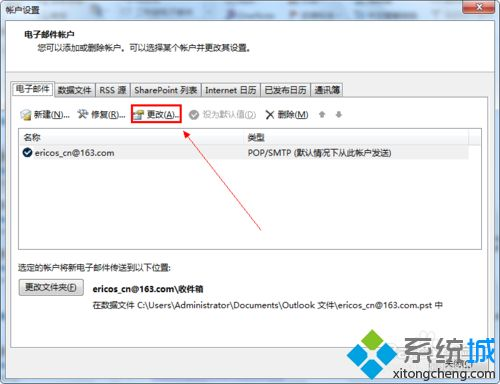 帐户设置
电子邮件帐户
您可以添加或删除帐户。可以选择某个帐户并更改其设置。
电子邮件 数据文件 RSS 源 SharePoint 列表 Internet 日历 已发布日历 通讯簿
新建(N)... 修复(R)... 更改(A)... 设为默认值(D) 删除(M)
名称 类型
ericos_cn@163.com POP/SMTP (默认情况下从此帐户发送)
选定的帐户将新电子邮件传送到以下位置:
更改文件夹(F) ericos_cn@163.com\收件箱
在数据文件 C:\Users\Administrator\Documents\Outlook 文件\ericos_cn@163.com.pst 中
系统城
xitongcheng.com